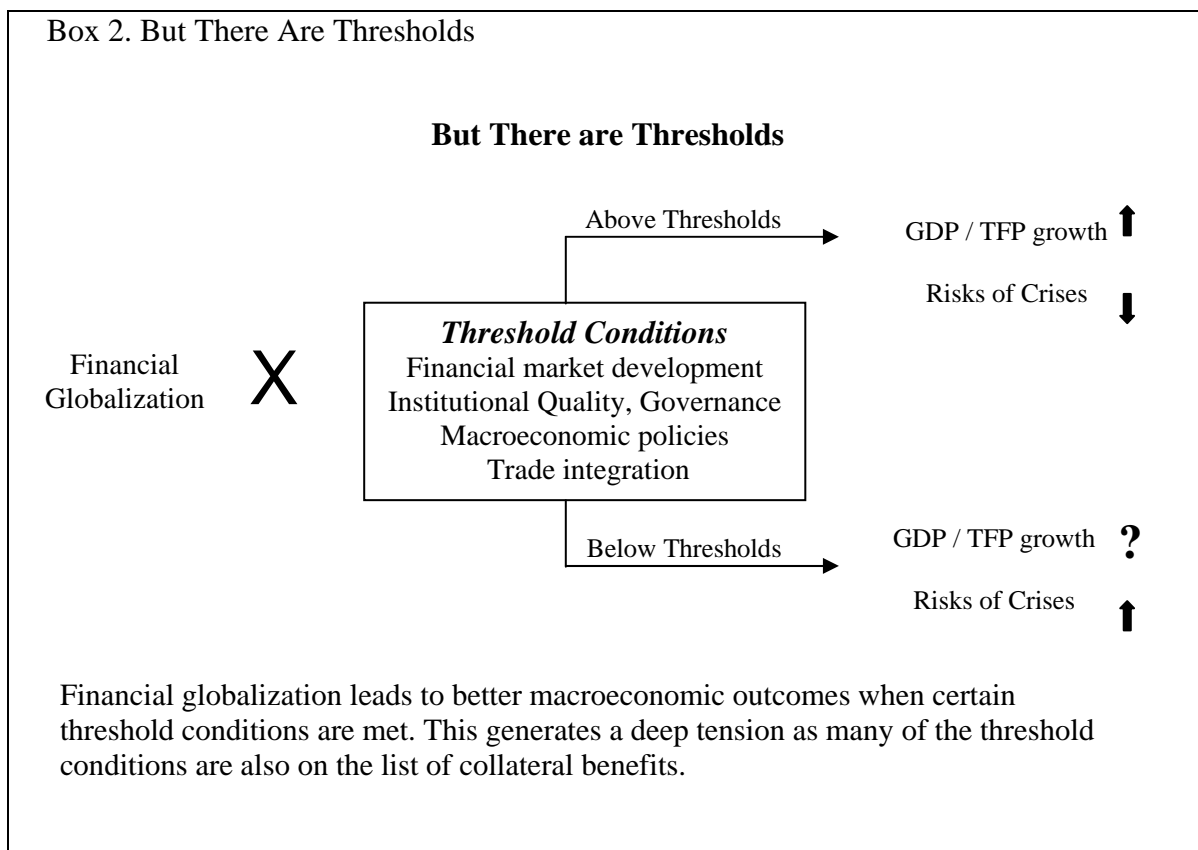 Box 2. But There Are Thresholds
But There are Thresholds
Above Thresholds
GDP / TFP growth
Risks of Crises
Financial
Globalization
X
Threshold Conditions
Financial market development
Institutional Quality, Governance
Macroeconomic policies
Trade integration
Below Thresholds
GDP / TFP growth ?
Risks of Crises
Financial globalization leads to better macroeconomic outcomes when certain
threshold conditions are met. This generates a deep tension as many of the threshold
conditions are also on the list of collateral benefits.